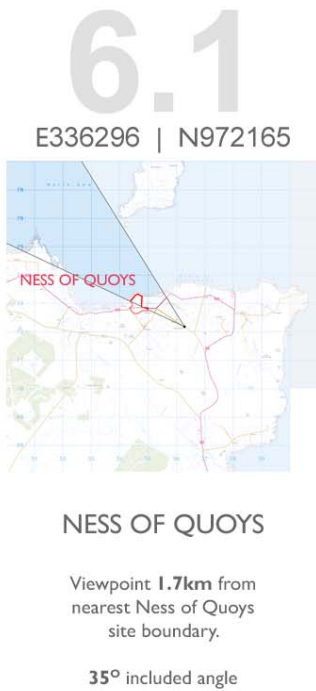 6.1
E336296 | N972165
NESS OF QUOYS
NESS OF QUOYS
Viewpoint 1.7km from
nearest Ness of Quoys
site boundary.
35° included angle